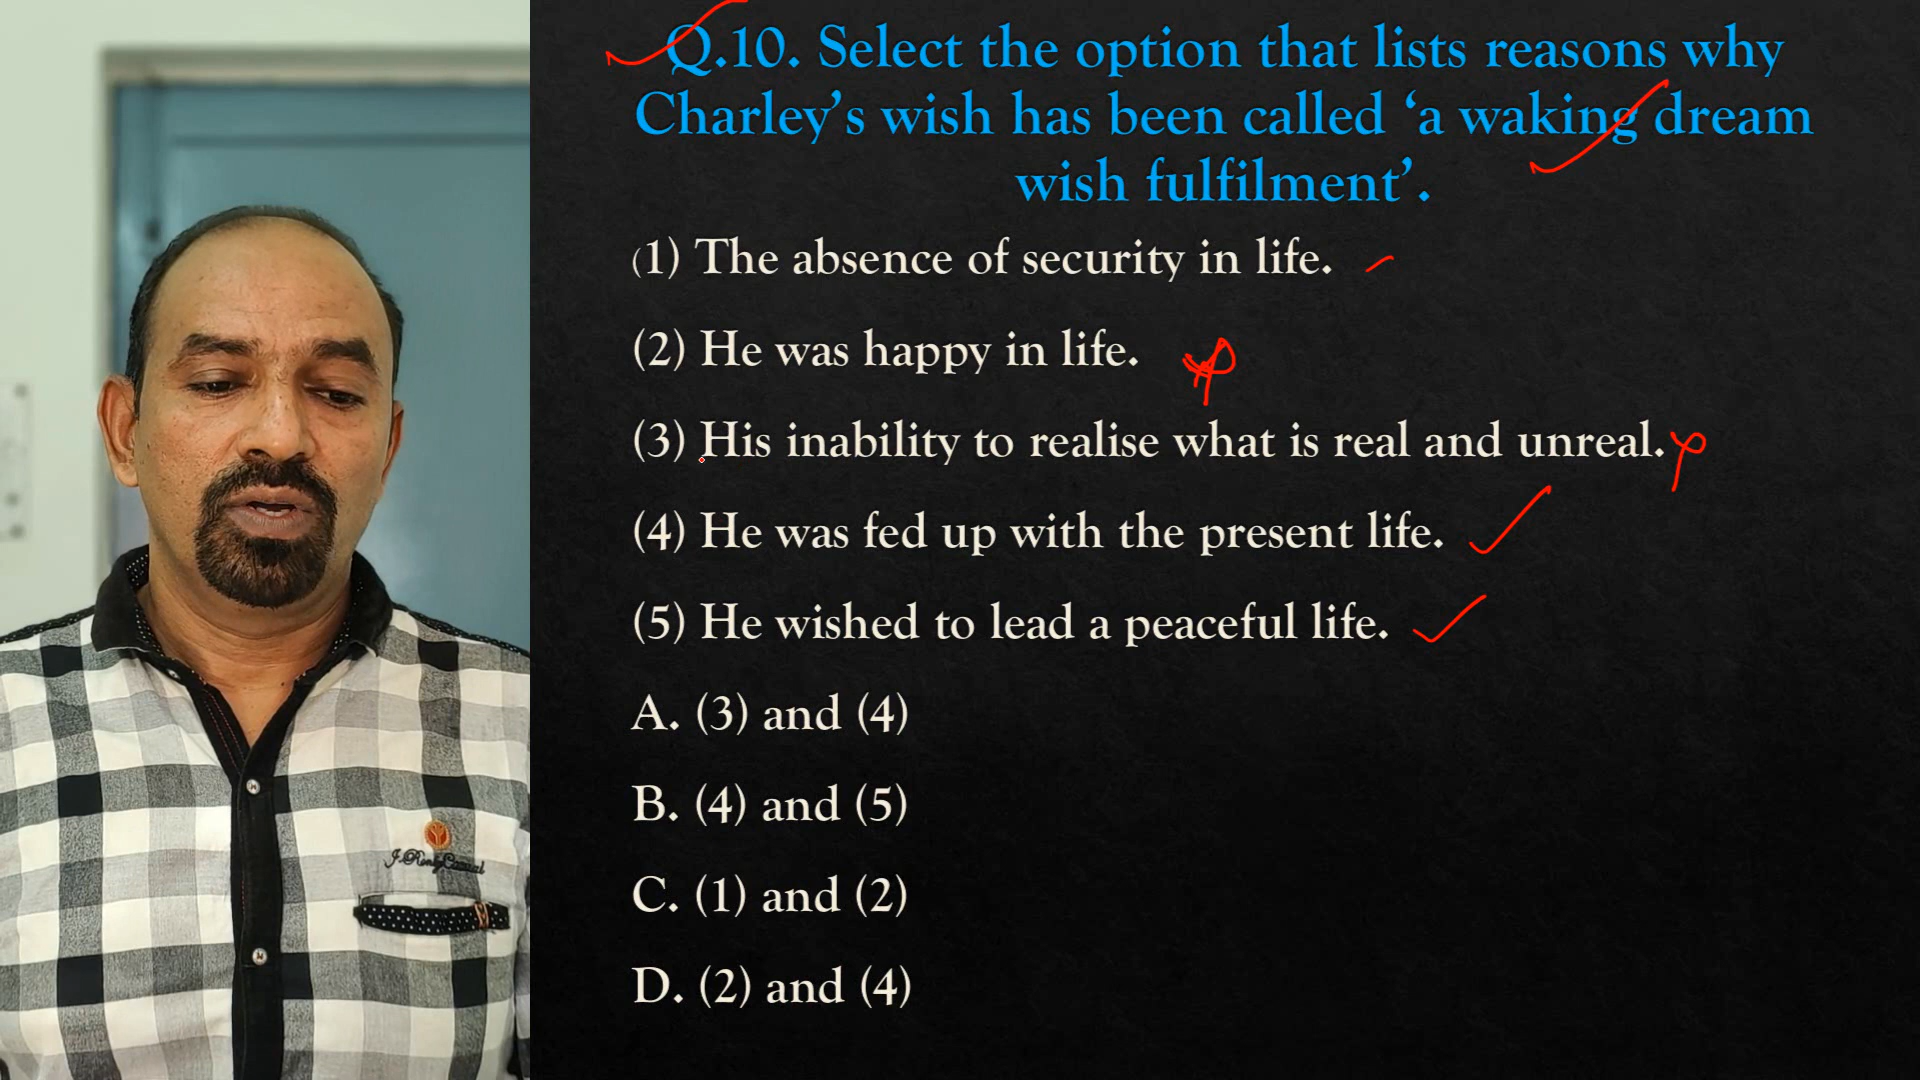 Q.10. Select the option that lists reasons why
Charley’s wish has been called ‘a waking dream
wish fulfilment’.
(1) The absence of security in life.
(2) He was happy in life.
(3) His inability to realise what is real and unreal.
(4) He was fed up with the present life.
(5) He wished to lead a peaceful life.
A. (3) and (4)
B. (4) and (5)
C. (1) and (2)
D. (2) and (4)